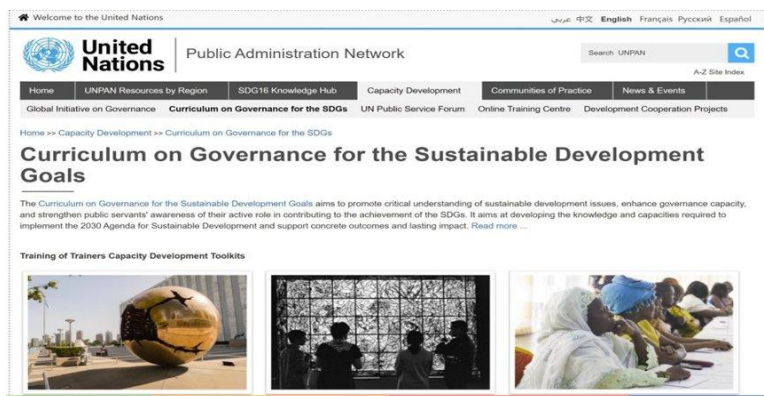 Welcome to the United Nations
عربي 中文 English Français Русский Español
United
Nations
Public Administration Network
Search UNPAN
A-Z Site Index
Home UNPAN Resources by Region SDG16 Knowledge Hub Capacity Development Communities of Practice News & Events
Global Initiative on Governance Curriculum on Governance for the SDGs UN Public Service Forum Online Training Centre Development Cooperation Projects
Home >> Capacity Development >> Curriculum on Governance for the SDGs
Curriculum on Governance for the Sustainable Development
Goals
The Curriculum on Governance for the Sustainable Development Goals aims to promote critical understanding of sustainable development issues, enhance governance capacity,
and strengthen public servants' awareness of their active role in contributing to the achievement of the SDGs. It aims at developing the knowledge and capacities required to
implement the 2030 Agenda for Sustainable Development and support concrete outcomes and lasting impact. Read more ...
Training of Trainers Capacity Development Toolkits